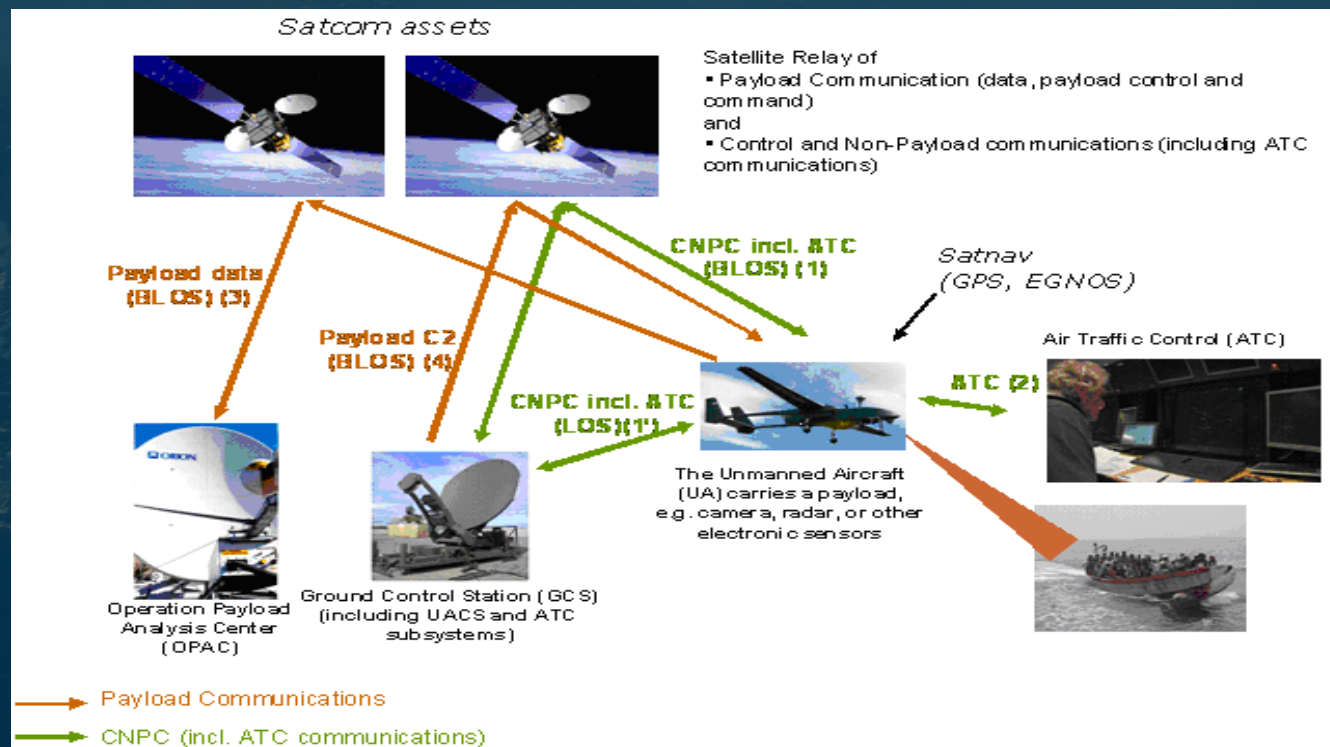 Satcom assets
Satellite Relay of
▪ Payload Communication (data, payload control and
command)
and
▪ Control and Non-Payload communications (including ATC
communications)
CNPC incl. ATC
(BLOS) (1)
Satnav
(GPS, EGNOS)
Payload data
(BLOS) (3)
Payload C2
(BLOS) (4)
Air Traffic Control (ATC)
ATC (2)
CNPC incl. ATC
(LOS)(1')
ORION
The Unmanned Aircraft
(UA) carries a payload,
e.g. camera, radar, or other
electronic sensors
Operation Payload
Analysis Center
(OPAC)
Ground Control Station (GCS)
(including UACS and ATC
subsystems)
Payload Communications
CNPC (incl. ATC communications)